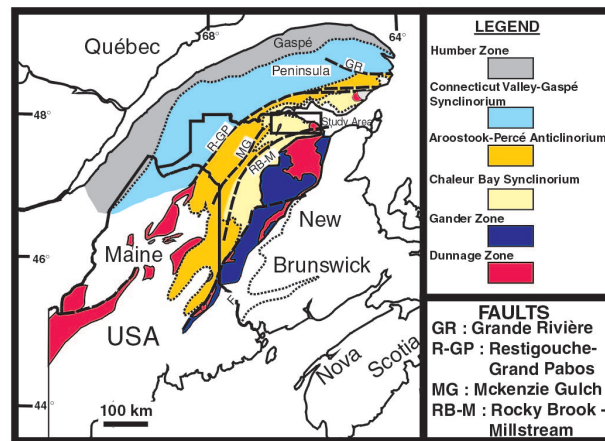 68°
64°
Québec
Gaspé
GR
Peninsula
48
Study Area
R-GP
MG
RB-M
New
Maine
Brunswick
46
USA
F
Nova
Scotia
44
100 km
LEGEND
Humber Zone
Connecticut Valley-Gaspé
Synclinorium
Aroostook-Percé Anticlinorium
Chaleur Bay Synclinorium
Gander Zone
Dunnage Zone
FAULTS
GR : Grande Rivière
R-GP : Restigouche-
Grand Pabos
MG : Mckenzie Gulch
RB-M : Rocky Brook -
Millstream